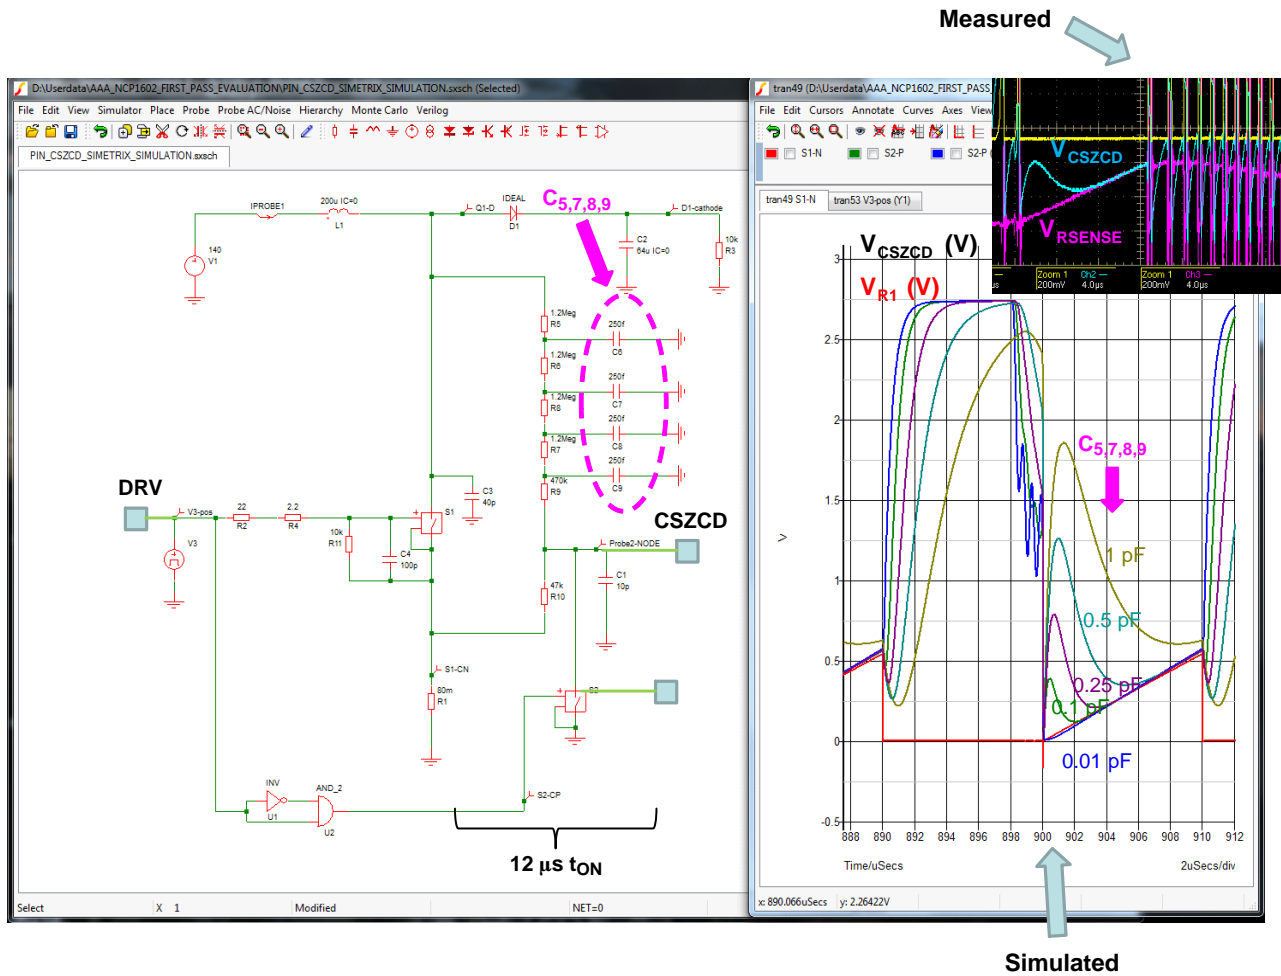 Measured
D:\Userdata\AAA_NCP1602_FIRST_PASS_EVALUATION\PIN_CSZCD_SIMETRIX_SIMULATION.sxsch (Selected)
File Edit View Simulator Place Probe Probe AC/Noise Hierarchy Monte Carlo Verilog
PIN_CSZCD_SIMETRIX_SIMULATION.sxsch
IPROBE1
200u IC=0
L1
Q1-D
IDEAL
D1
C5,7,8,9
D1-cathode
140
V1
C2
64u IC=0
10k
R3
1.2Meg
R5
250f
C6
1.2Meg
R6
250f
C7
1.2Meg
R8
250f
C8
1.2Meg
R7
250f
C9
470k
R9
C3
40p
DRV
V3-pos
22
R2
2.2
R4
S1
CSZCD
10k
R11
V3
C4
100p
Probe2-NODE
C1
10p
47k
R10
S1-CN
80m
R1
S2
INV
U1
AND_2
U2
S2-CP
12 µs tON
Select
X 1
Modified
NET=0
tran49 (D:\Userdata\AAA_NCP1602_FIRST_PASS
File Edit Cursors Annotate Curves Axes View
S1-N
S2-P
S2-P (
tran49 S1-N
tran53 V3-pos (Y1)
VCSZCD
VRSENSE
Zoom 1 Ch2
200mV 4.0µs
Zoom 1 Ch3
200mV 4.0µs
µs
VCSZCD (V)
VR1 (V)
3
2.5
2
1.5
1
0.5
0
-0.5
V
C5,7,8,9
1 pF
0.5 pF
0.25 pF
0.1 pF
0.01 pF
888 890 892 894 896 898 900 902 904 906 908 910 912
Time/uSecs
2uSecs/div
x: 890.066uSecs y: 2.26422V
Simulated